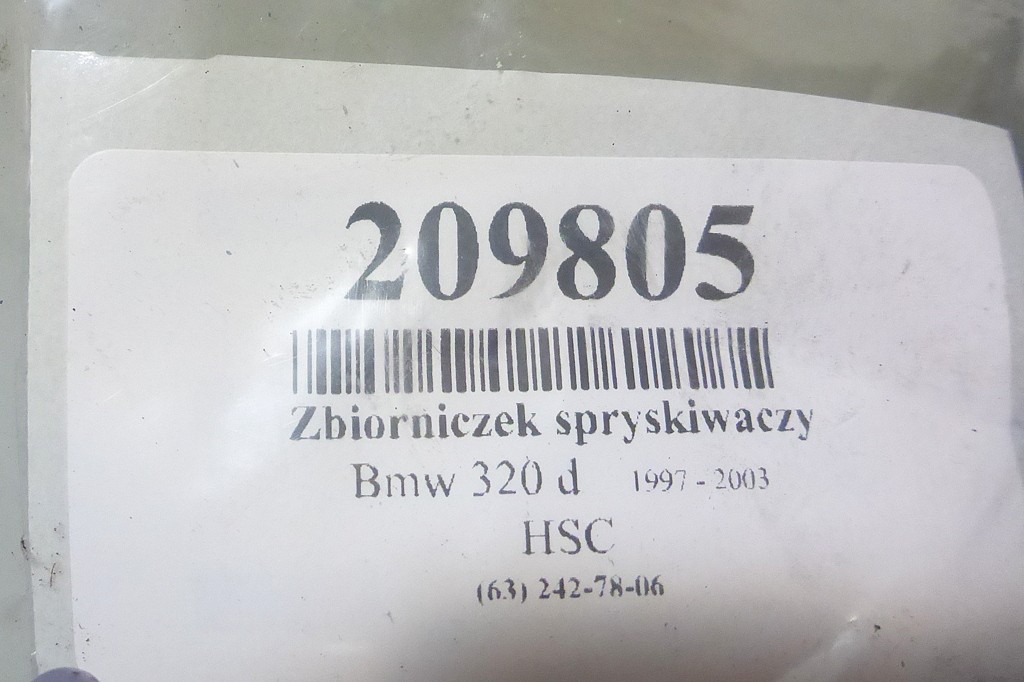 209805
Zbiorniczek spryskiwaczy
Bmw 320 d 1997 - 2003
HSC
(63) 242-78-06